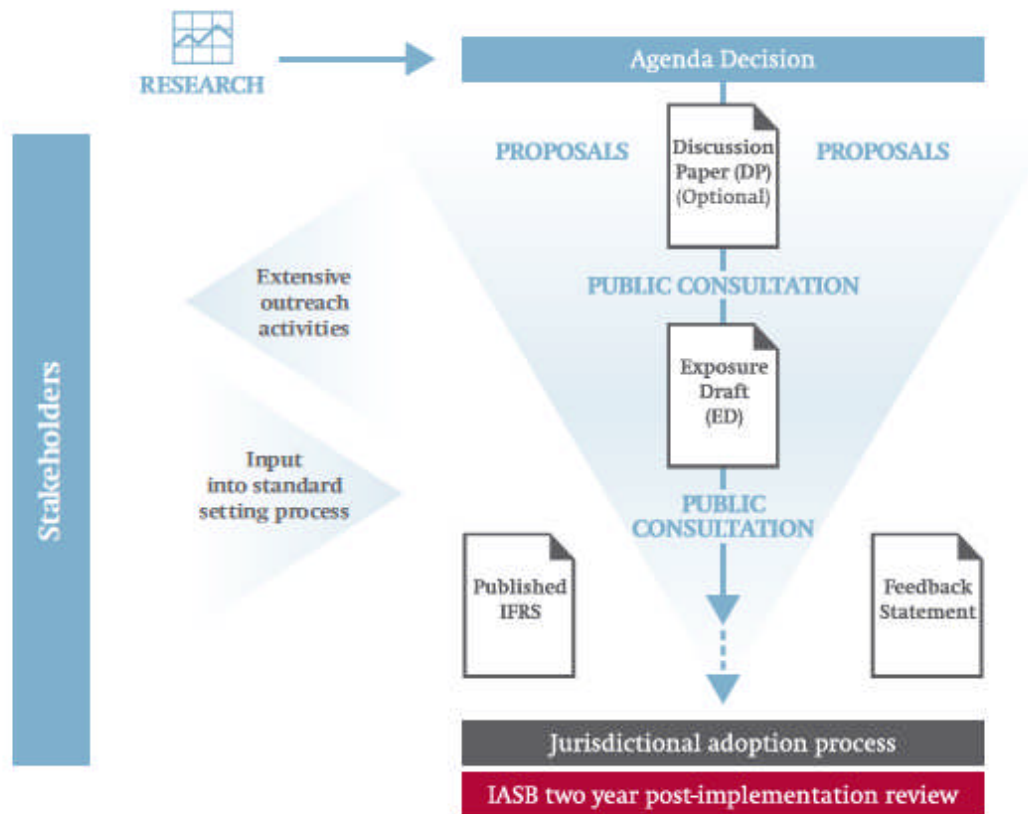 RESEARCH
Agenda Decision
PROPOSALS
Discussion
Paper (DP)
(Optional)
PROPOSALS
PUBLIC CONSULTATION
Extensive
outreach
activities
Exposure
Draft
(ED)
Stakeholders
Input
into standard
setting process
PUBLIC
CONSULTATION
Published
IFRS
Feedback
Statement
Jurisdictional adoption process
IASB two year post-implementation review